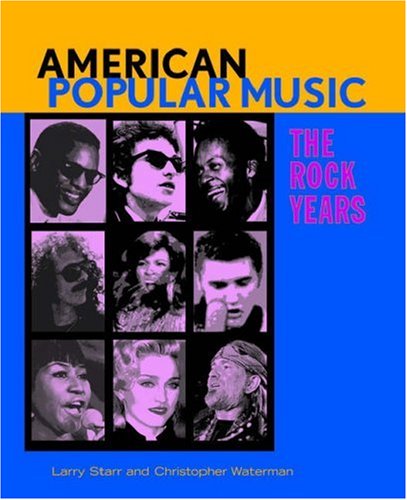 AMERICAN
POPULAR MUSIC
THE
ROCK
YEARS
Larry Starr and Christopher Waterman